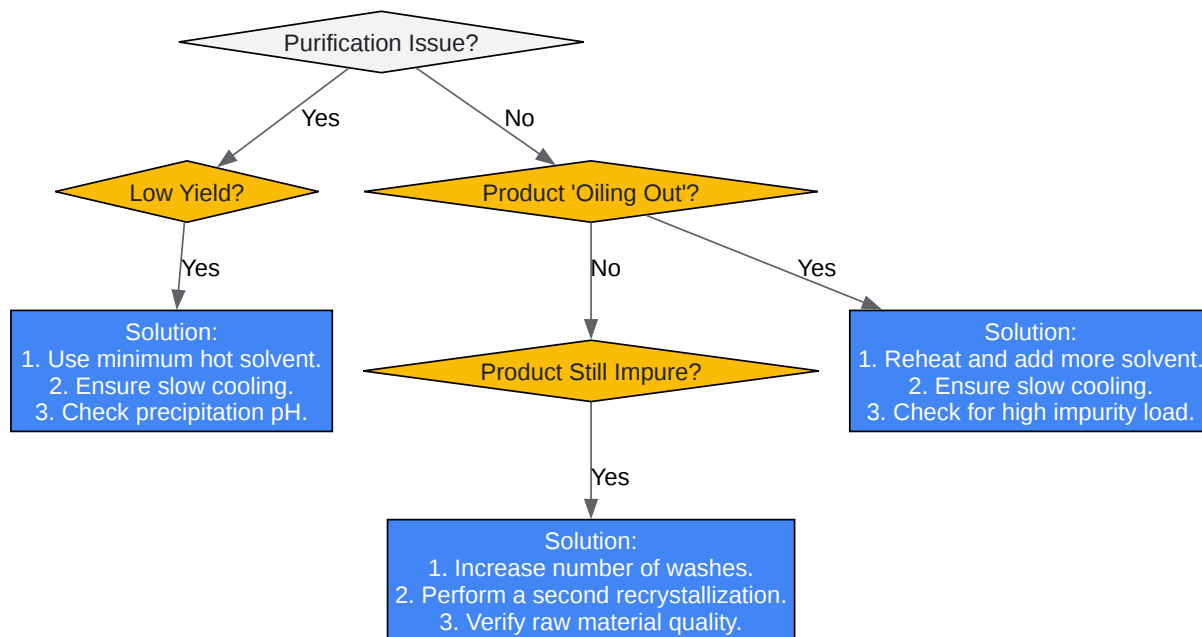 Purification Issue?
Yes
No
Low Yield?
Product 'Oiling Out'?
Yes
No
Yes
Solution:
1. Use minimum hot solvent.
2. Ensure slow cooling.
3. Check precipitation pH.
Product Still Impure?
Solution:
1. Reheat and add more solvent.
2. Ensure slow cooling.
3. Check for high impurity load.
Yes
Solution:
1. Increase number of washes.
2. Perform a second recrystallization.
3. Verify raw material quality.